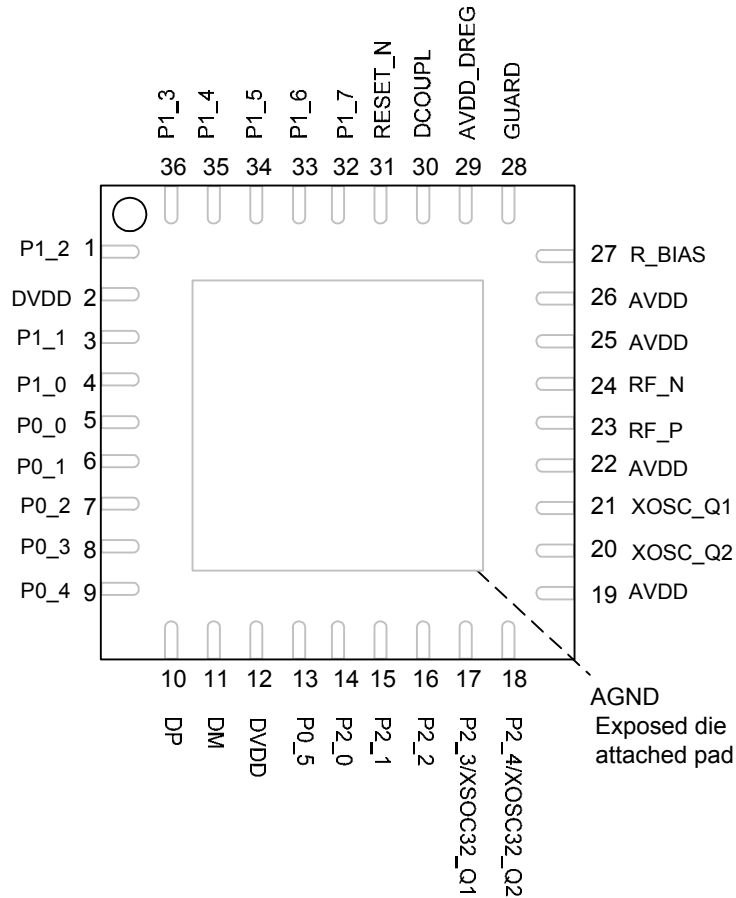 P1_3
P1_4
P1_5
P1_6
P1_7
RESET_N
DCOUPL
AVDD_DREG
GUARD
36 35 34 33 32 31 30 29 28
P1_2 1
DVDD 2
P1_1 3
P1_0 4
P0_0 5
P0_1 6
P0_2 7
P0_3 8
P0_4 9
27 R_BIAS
26 AVDD
25 AVDD
24 RF_N
23 RF_P
22 AVDD
21 XOSC_Q1
20 XOSC_Q2
19 AVDD
10 11 12 13 14 15 16 17 18
DP
DM
DVDD
P0_5
P2_0
P2_1
P2_2
P2_3/XSOC32_Q1
P2_4/XOSC32_Q2
AGND
Exposed die
attached pad